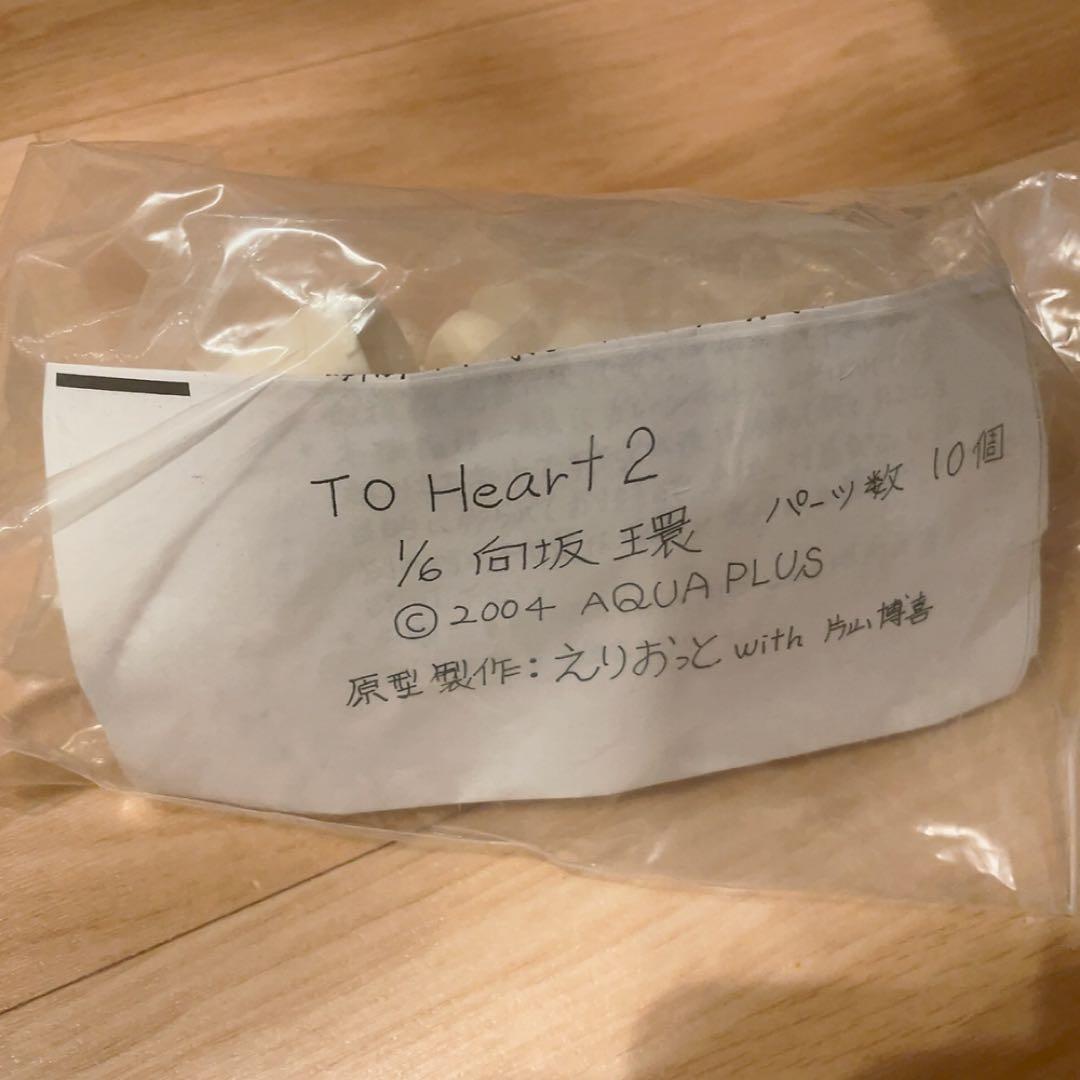 TO Heart 2
1/6 向坂 環 パーツ数 10個
© 2004 AQUA PLUS
原型製作：えりおっと with 片山博喜